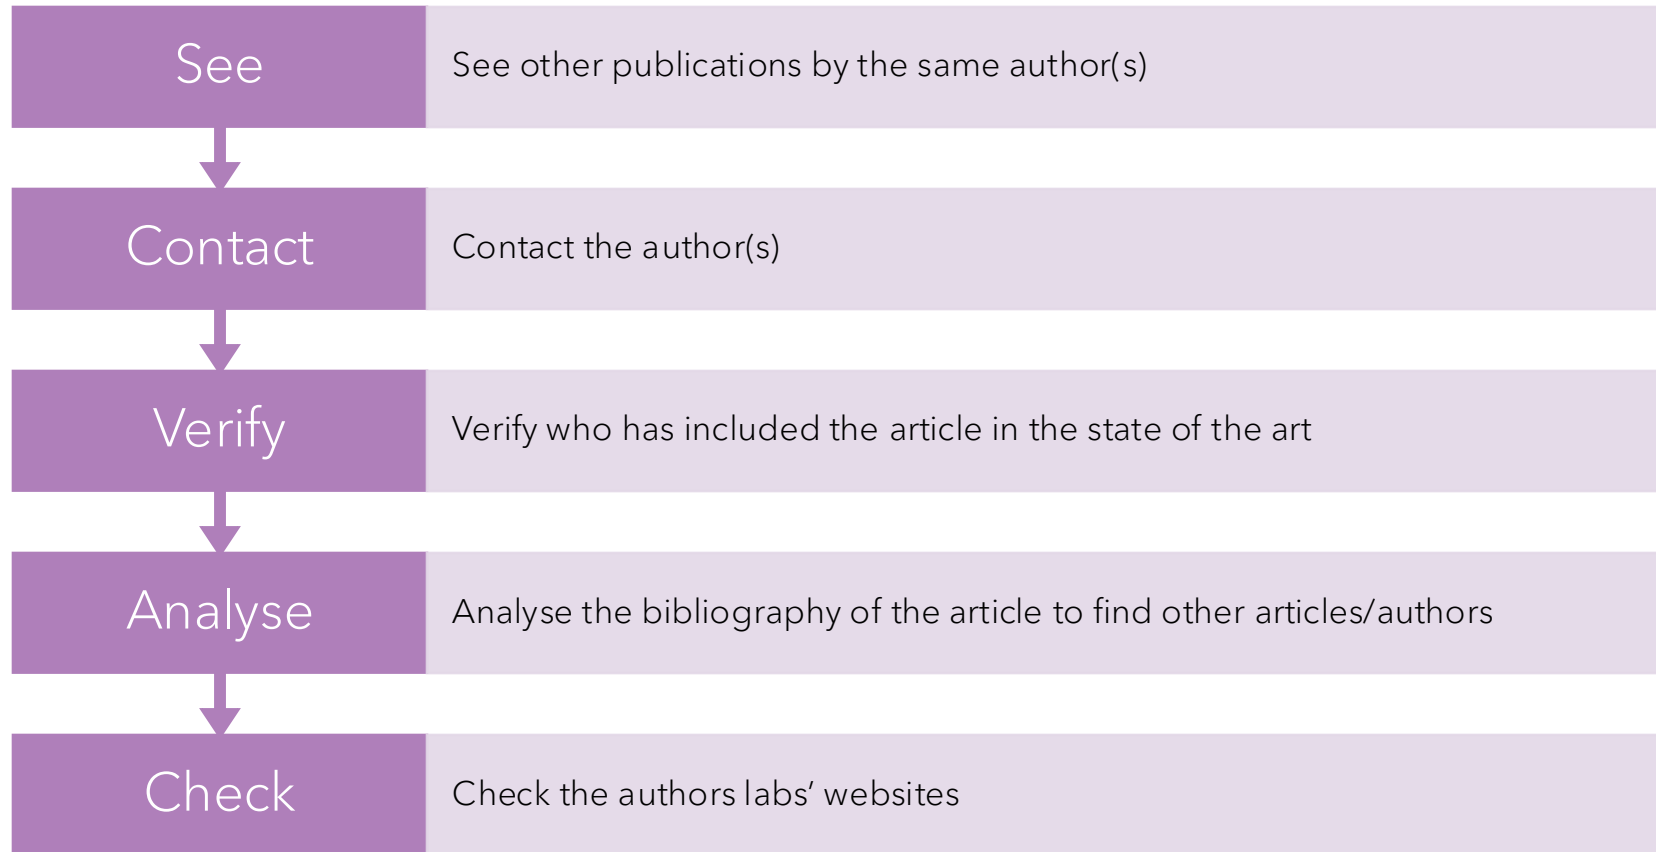 See
See other publications by the same author(s)
Contact
Contact the author(s)
Verify
Verify who has included the article in the state of the art
Analyse
Analyse the bibliography of the article to find other articles/authors
Check
Check the authors labs’ websites